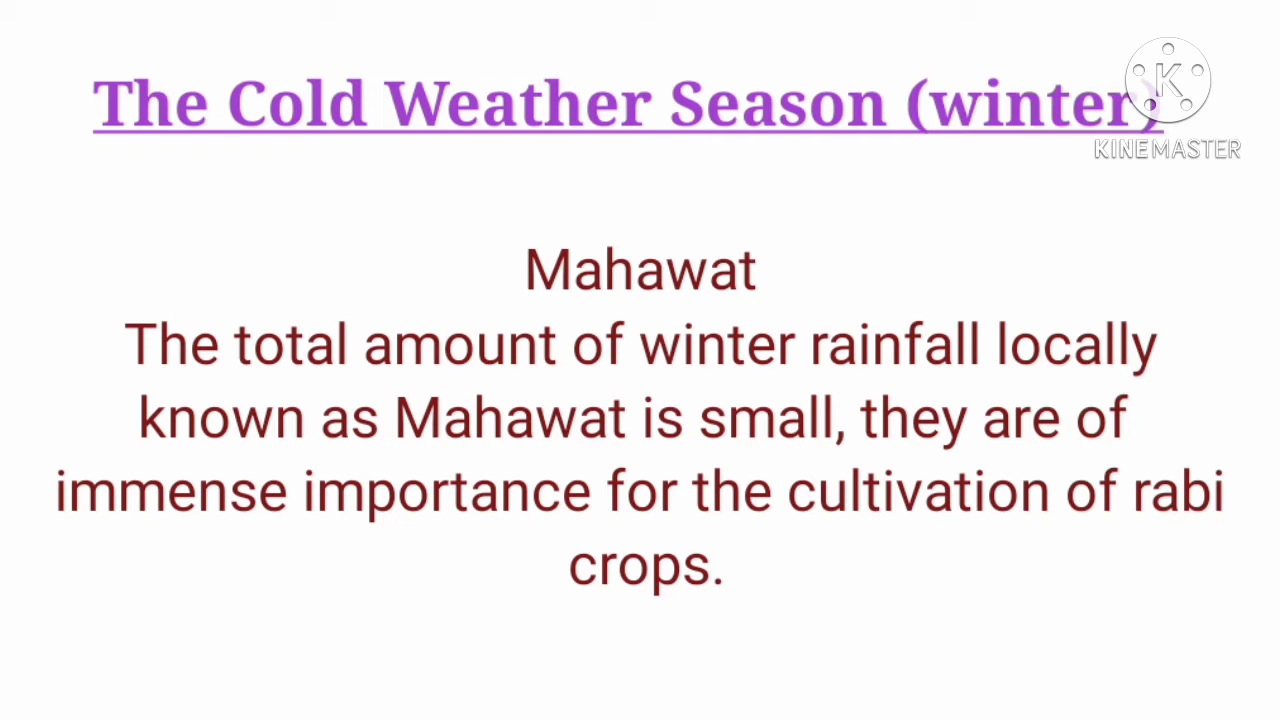 The Cold Weather Season (winter)
K
KINEMASTER
Mahawat
The total amount of winter rainfall locally
known as Mahawat is small, they are of
immense importance for the cultivation of rabi
crops.